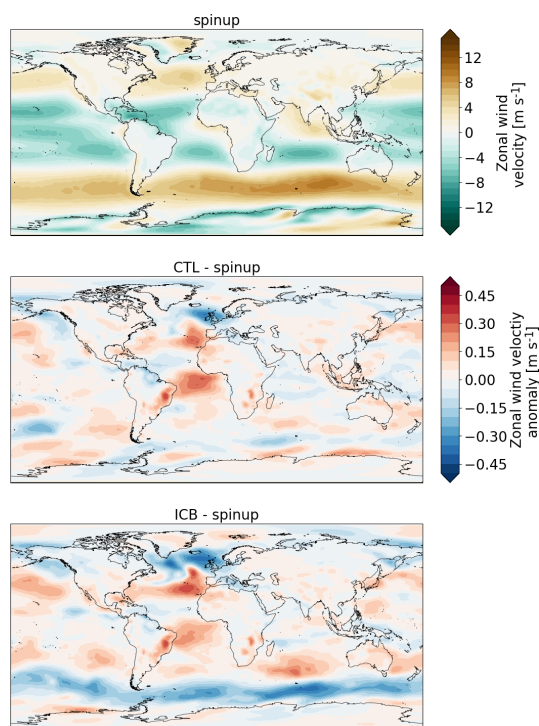 spinup
12
8
4
0
−4
−8
−12
Zonal wind
velocity [m s-1]
CTL - spinup
0.45
0.30
0.15
0.00
−0.15
−0.30
−0.45
Zonal wind veloctiy
anomaly [m s-1]
ICB - spinup